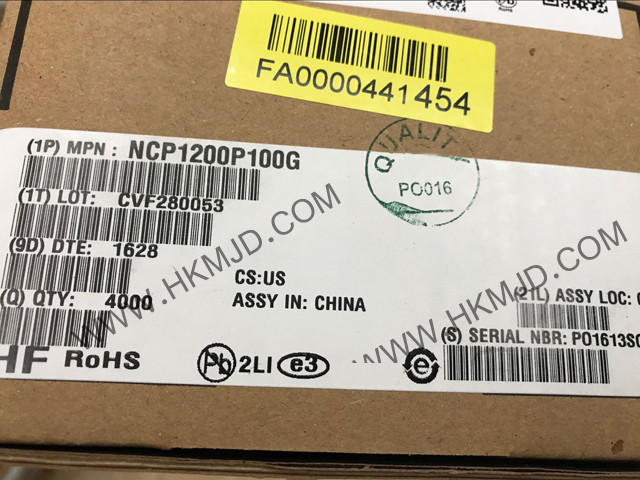 FA0000441454
(1P) MPN : NCP1200P100G
QUALITY
PO016
(1T) LOT: CVF280053
(9D) DTE: 1628
CS:US
(Q) QTY: 4000
ASSY IN: CHINA
(21L) ASSY LOC:
(S) SERIAL NBR: PO1613S
HF RoHS
Pb
2LI
e3
e
WWW.HKMJD.COM
WWW.HKMJD.COM